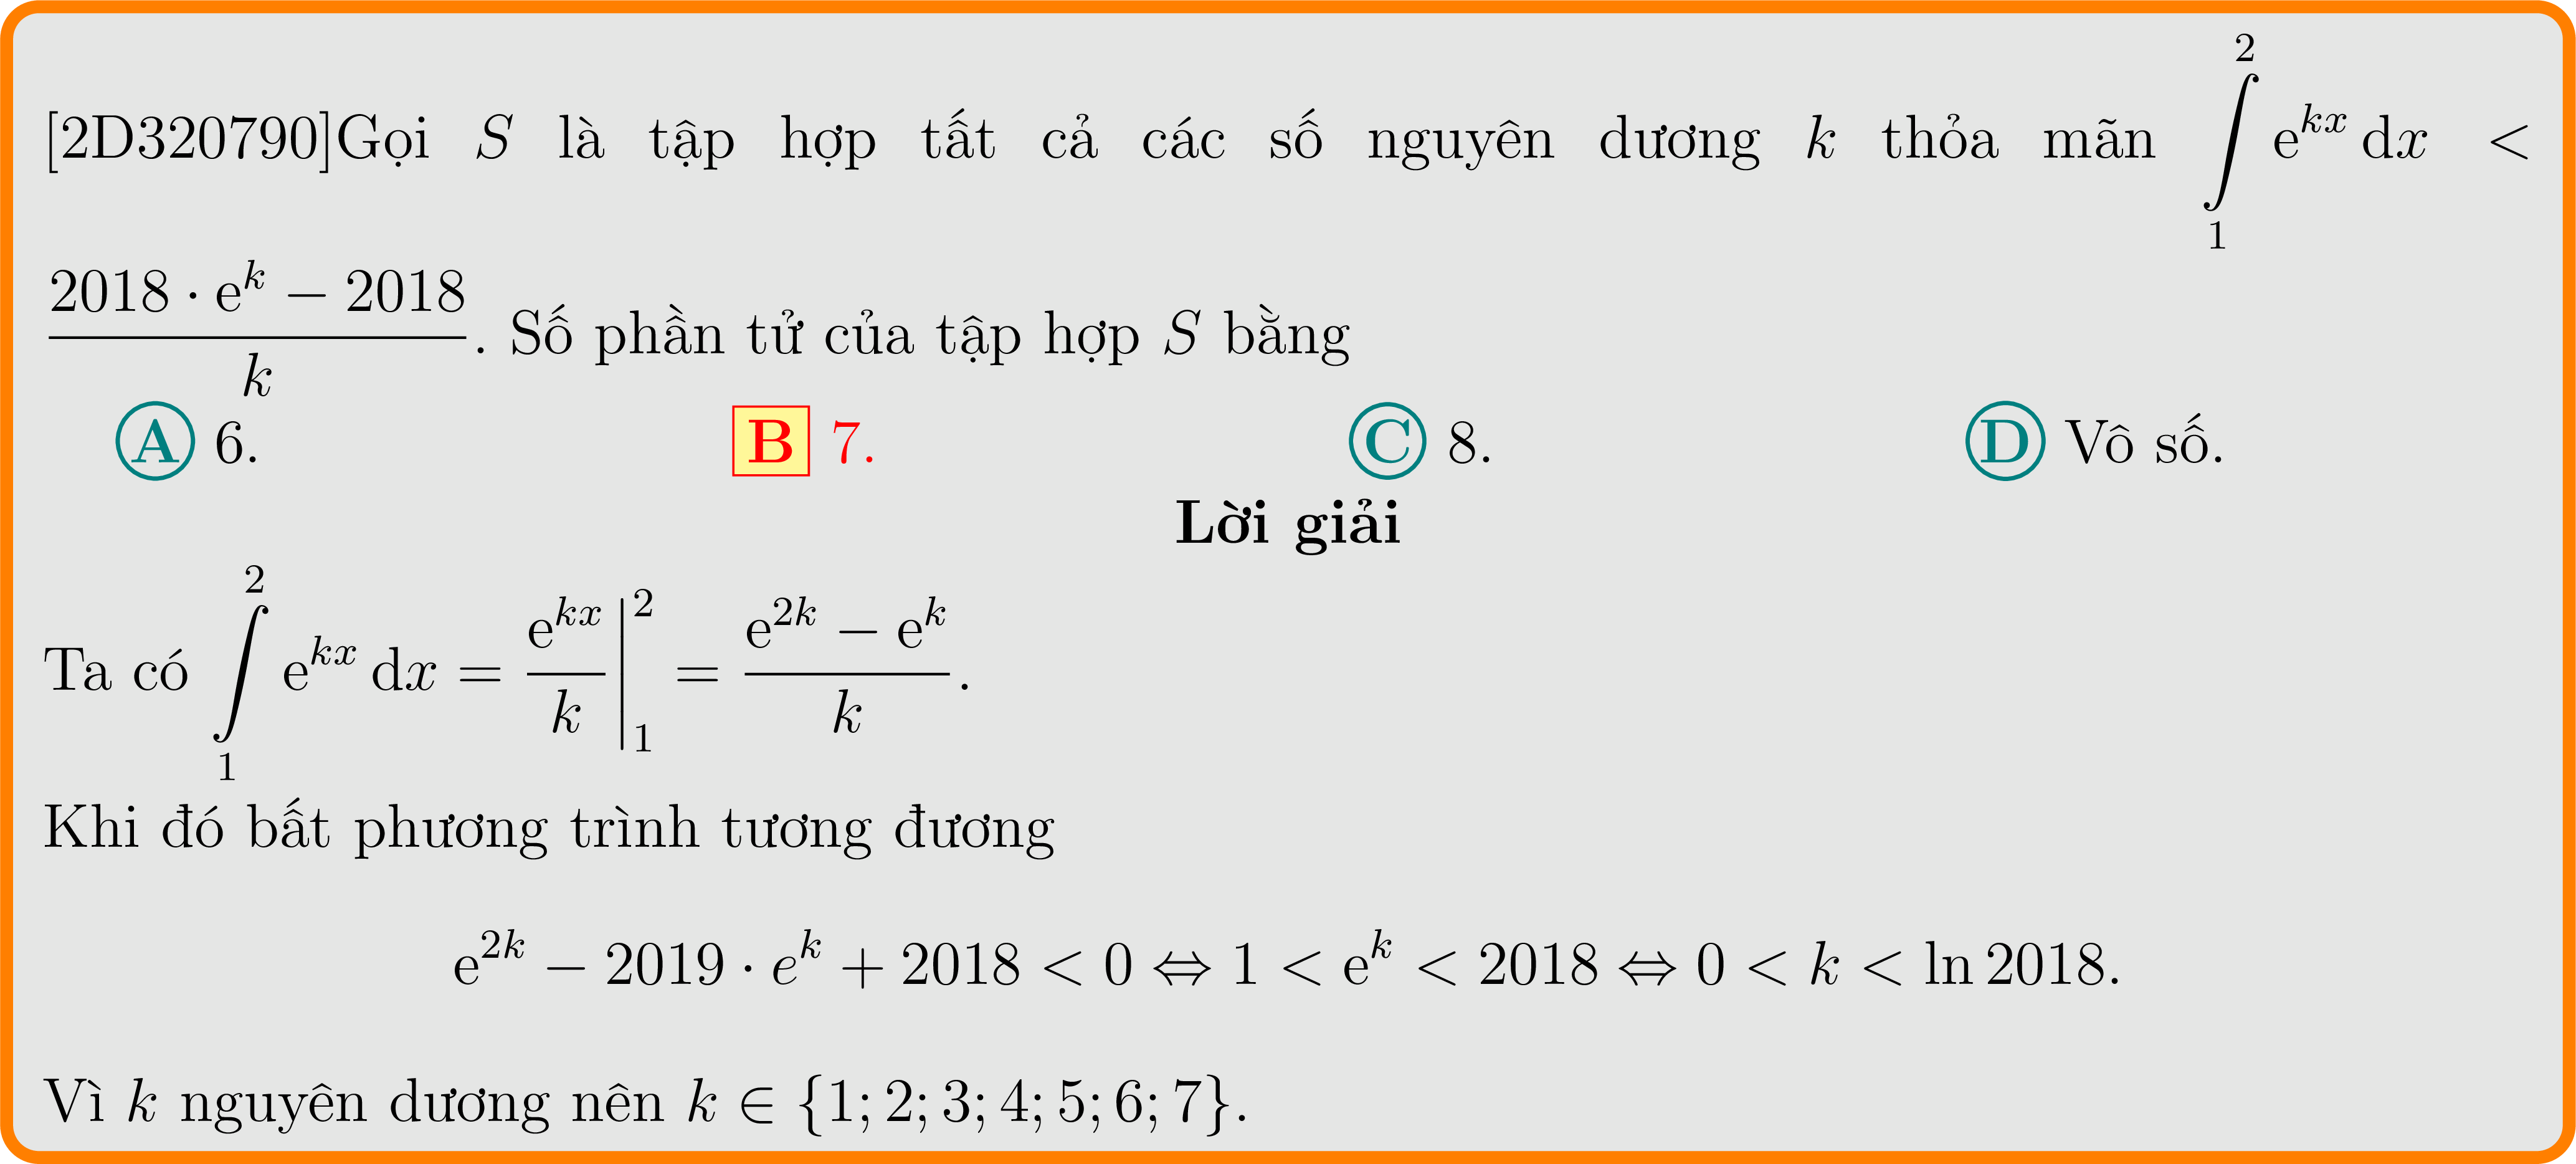 [2D320790]Gọi S là tập hợp tất cả các số nguyên dương k thỏa mãn $\int\limits_1^2 \mathrm{e}^{kx}\,\mathrm{d}x <$
$\dfrac{2018 \cdot \mathrm{e}^k - 2018}{k}$. Số phần tử của tập hợp S bằng
A 6. B 7. C 8. D Vô số.
Lời giải
Ta có $\int\limits_1^2 \mathrm{e}^{kx}\,\mathrm{d}x = \left.\dfrac{\mathrm{e}^{kx}}{k}\right|_1^2 = \dfrac{\mathrm{e}^{2k} - \mathrm{e}^k}{k}$.
Khi đó bất phương trình tương đương
$\mathrm{e}^{2k} - 2019 \cdot e^k + 2018 < 0 \Leftrightarrow 1 < \mathrm{e}^k < 2018 \Leftrightarrow 0 < k < \ln 2018.$
Vì k nguyên dương nên $k \in \{1; 2; 3; 4; 5; 6; 7\}$.